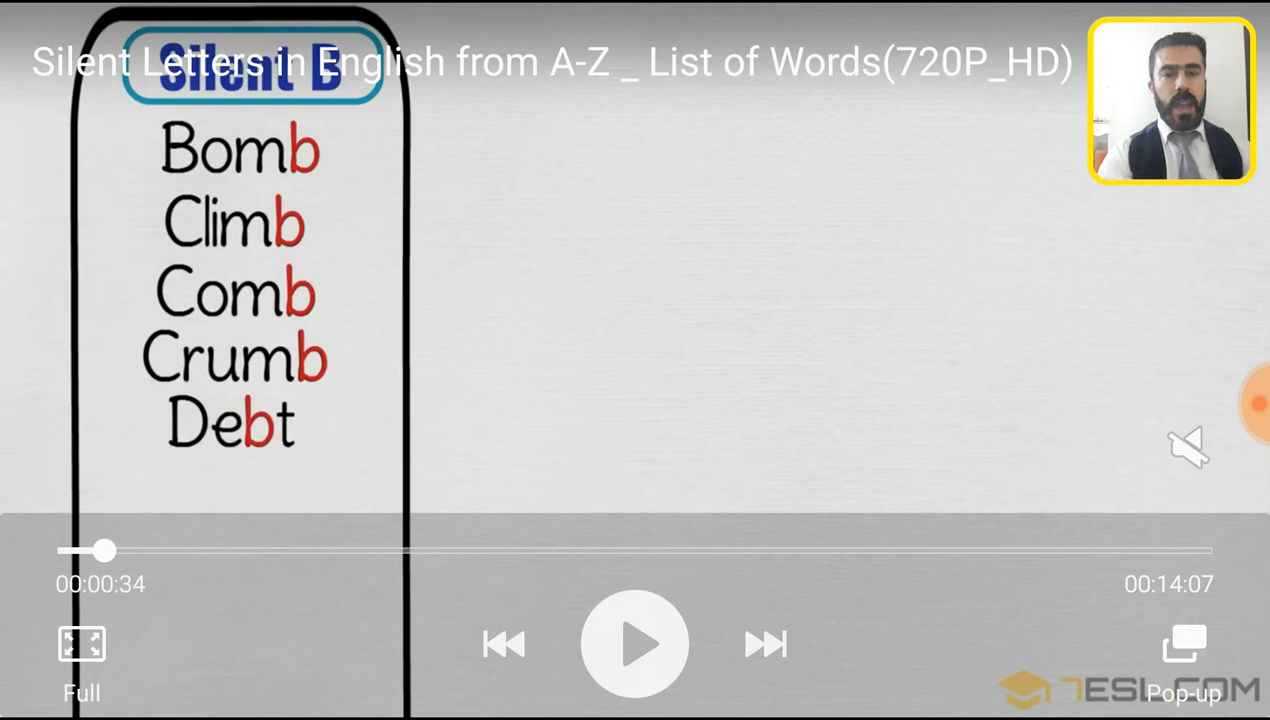 Silent Letters in English from A-Z _ List of Words(720P_HD)
Silent B
Bomb
Climb
Comb
Crumb
Debt
00:00:34
00:14:07
Full
Pop-up
7ESL.COM